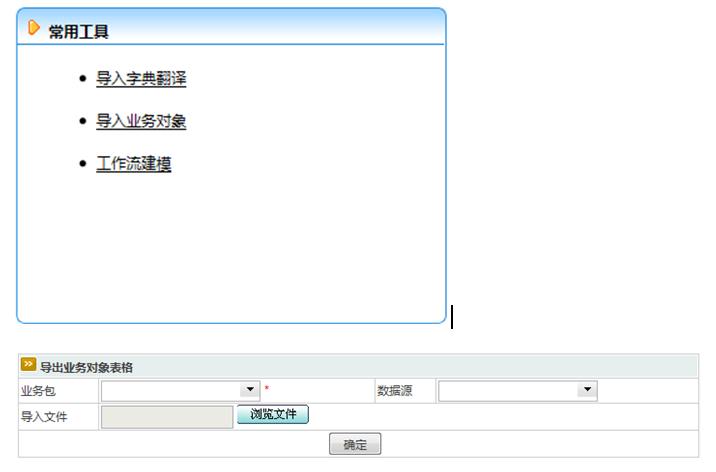 常用工具
导入字典翻译
导入业务对象
工作流建模
导出业务对象表格
业务包 * 数据源
导入文件 浏览文件
确定